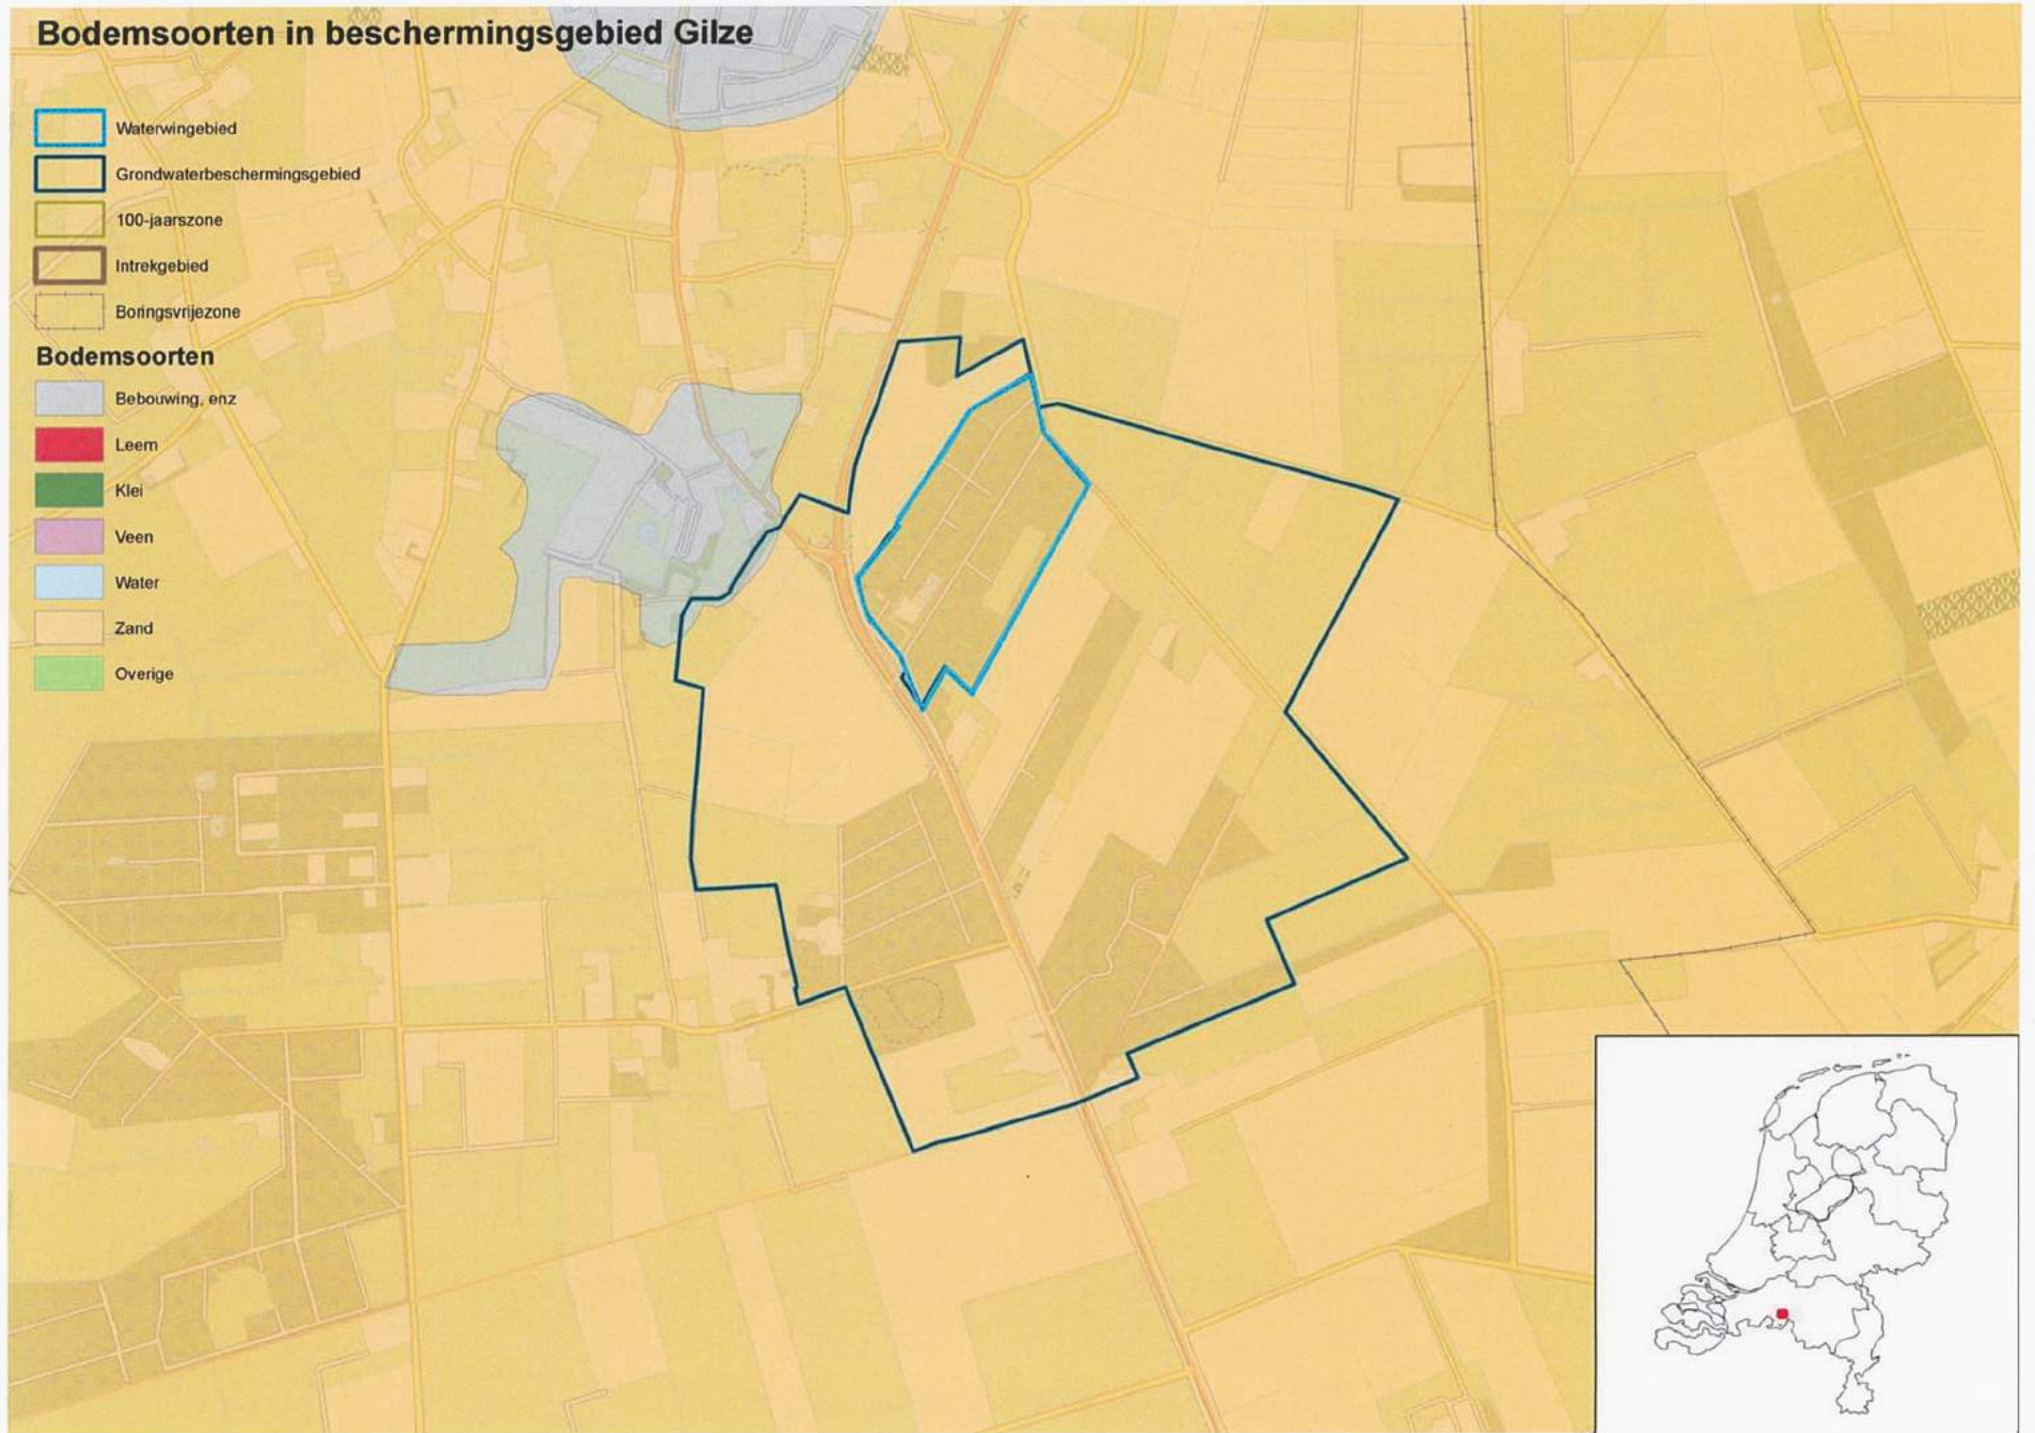 Bodemsoorten in beschermingsgebied Gilze
Waterwingebied
Grondwaterbeschermingsgebied
100-jaarszone
Intrekgebied
Boringsvrijezone
Bodemsoorten
Bebouwing, enz
Leem
Klei
Veen
Water
Zand
Overige